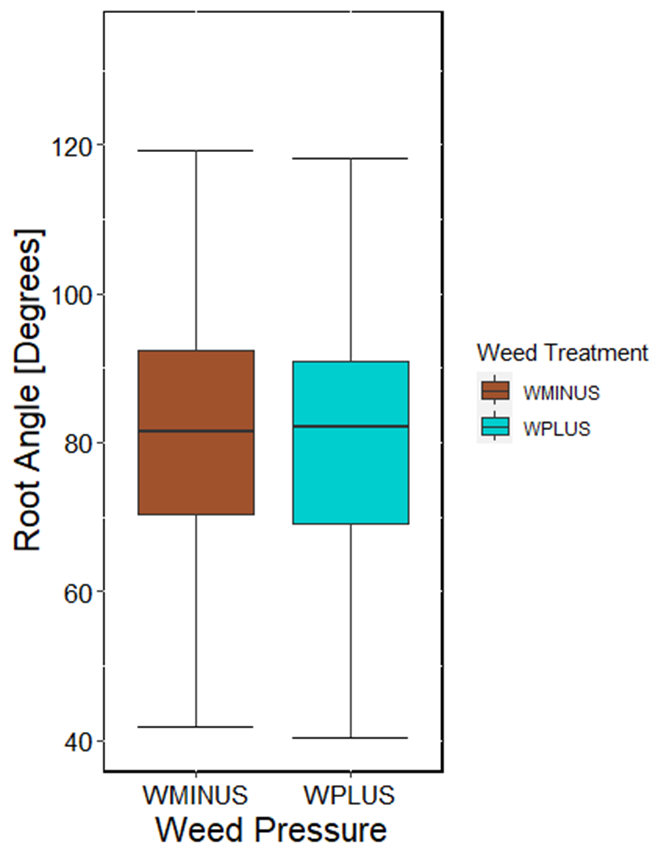 Root Angle [Degrees]
120
100
80
60
40
WMINUS WPLUS
Weed Pressure
Weed Treatment
WMINUS
WPLUS